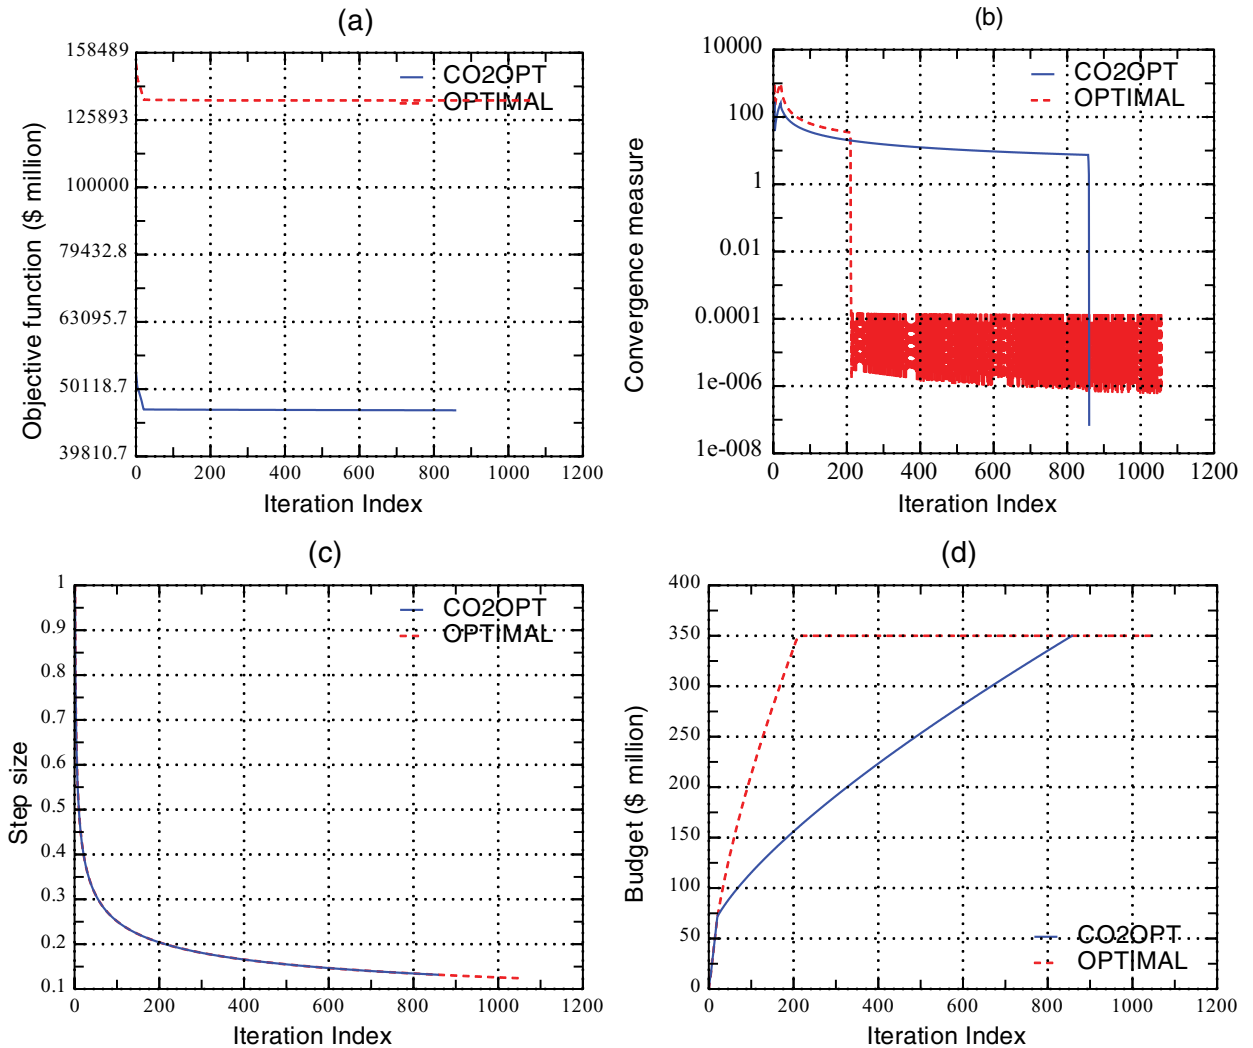 (a)
158489
125893
100000
79432.8
63095.7
50118.7
39810.7
0 200 400 600 800 1000 1200
Objective function ($ million)
Iteration Index
CO2OPT
OPTIMAL
(b)
10000
100
1
0.01
0.0001
1e-006
1e-008
0 200 400 600 800 1000 1200
Convergence measure
Iteration Index
CO2OPT
OPTIMAL
(c)
1
0.9
0.8
0.7
0.6
0.5
0.4
0.3
0.2
0.1
0 200 400 600 800 1000 1200
Step size
Iteration Index
CO2OPT
OPTIMAL
(d)
400
350
300
250
200
150
100
50
0
0 200 400 600 800 1000 1200
Budget ($ million)
Iteration Index
CO2OPT
OPTIMAL